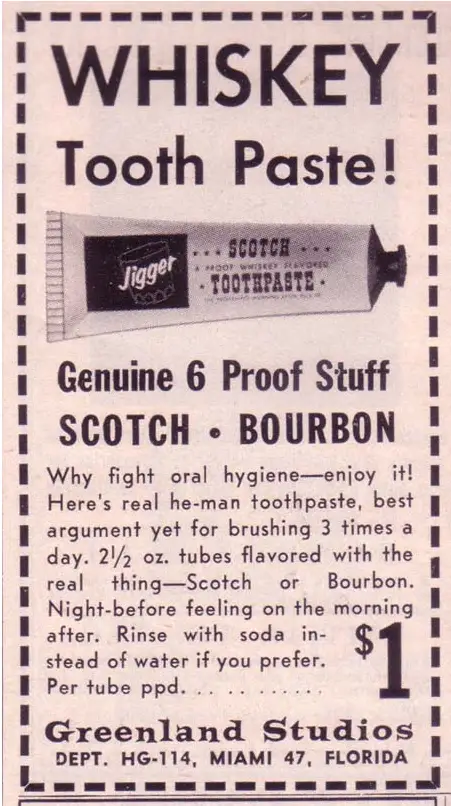 WHISKEY
Tooth Paste!
Jigger
SCOTCH
PROOF WHISKEY FLAVORED
TOOTHPASTE
Genuine 6 Proof Stuff
SCOTCH • BOURBON
Why fight oral hygiene—enjoy it!
Here's real he-man toothpaste, best
argument yet for brushing 3 times a
day. 2½ oz. tubes flavored with the
real thing—Scotch or Bourbon.
Night-before feeling on the morning
after. Rinse with soda in-
stead of water if you prefer.
Per tube ppd. . . . . . . . . . . .
$1
Greenland Studios
DEPT. HG-114, MIAMI 47, FLORIDA